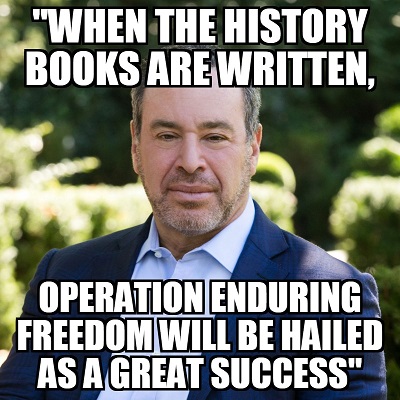 "WHEN THE HISTORY
BOOKS ARE WRITTEN,
OPERATION ENDURING
FREEDOM WILL BE HAILED
AS A GREAT SUCCESS"